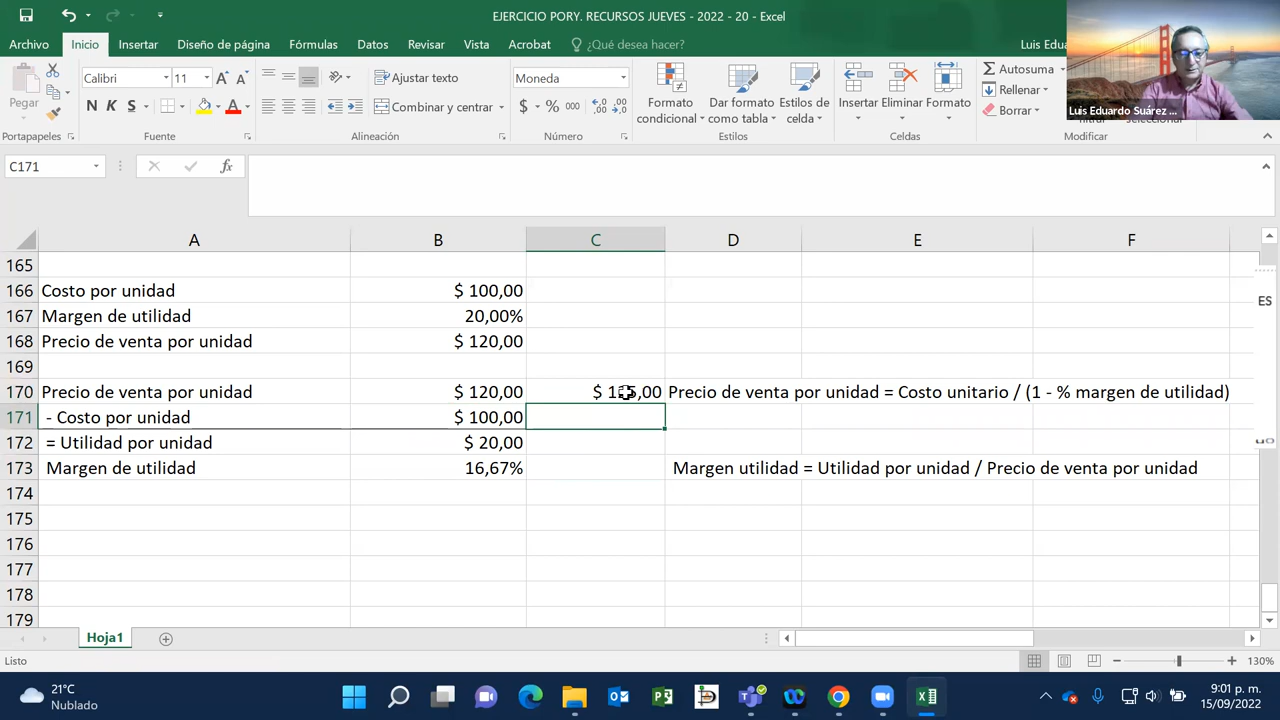 EJERCICIO PORY. RECURSOS JUEVES - 2022 - 20 - Excel
Archivo Inicio Insertar Diseño de página Fórmulas Datos Revisar Vista Acrobat ¿Qué desea hacer? Luis Edua
Pegar
Calibri 11
N K S
Ajustar texto
Combinar y centrar
Moneda
$ % 000
Formato condicional
Dar formato como tabla
Estilos de celda
Insertar Eliminar Formato
Autosuma
Rellenar
Borrar
Luis Eduardo Suárez ...
Portapapeles Fuente Alineación Número Estilos Celdas Modificar
C171 fx
A B C D E F
165
166 Costo por unidad $ 100,00
167 Margen de utilidad 20,00%
168 Precio de venta por unidad $ 120,00
169
170 Precio de venta por unidad $ 120,00 Precio de venta por unidad = Costo unitario / (1 - % margen de utilidad)
171 - Costo por unidad $ 100,00
172 = Utilidad por unidad $ 20,00
173 Margen de utilidad 16,67% Margen utilidad = Utilidad por unidad / Precio de venta por unidad
174
175
176
177
178
179
ES
Hoja1
Listo 130%
21°C
Nublado
9:01 p. m.
15/09/2022